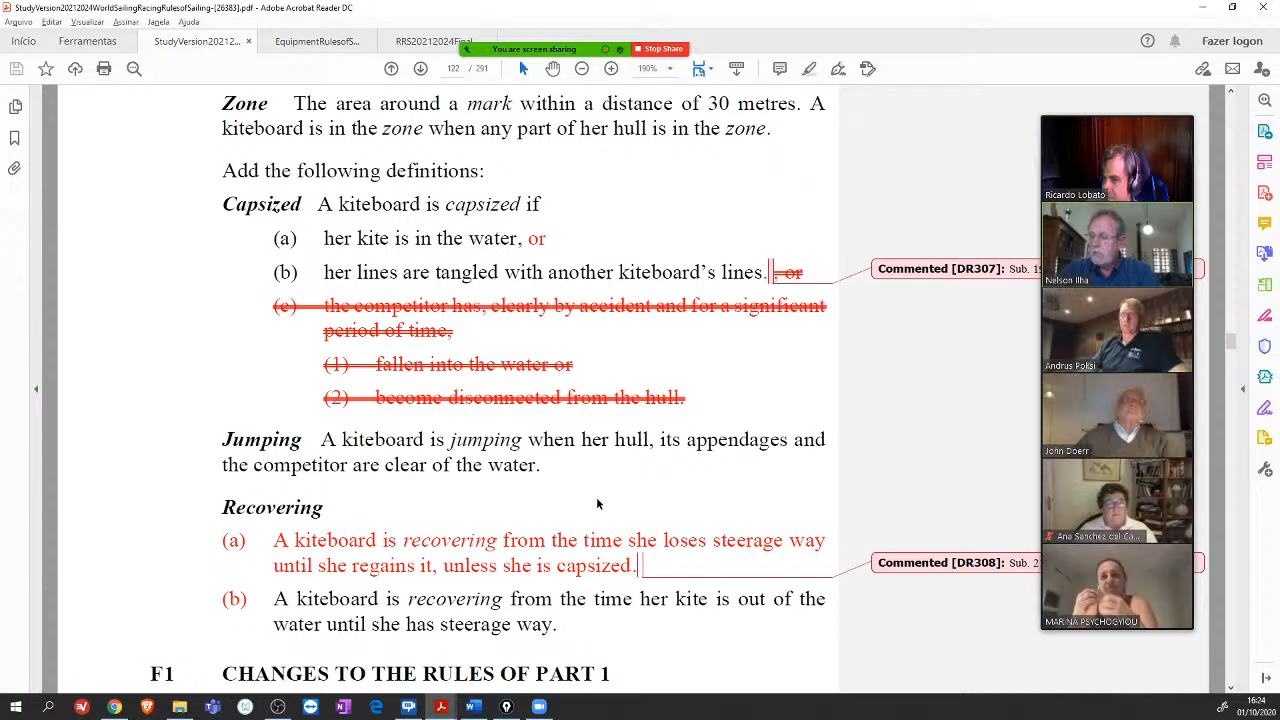 StudyVersion20212024WorldSailingRacingRulesofSailing-[26383].pdf - Adobe Acrobat Reader DC
Arquivo Editar Visualizar Assinar Janela Ajuda
Início Ferramentas StudyVersion20212... × EquipmentRulesofS... RRS20212024Final... Fazer logon
You are screen sharing Stop Share
122 / 291 190%
Zone The area around a mark within a distance of 30 metres. A
kiteboard is in the zone when any part of her hull is in the zone.
Add the following definitions:
Capsized A kiteboard is capsized if
(a) her kite is in the water, or
(b) her lines are tangled with another kiteboard's lines. , or
Commented [DR307]: Sub. 19
(c) the competitor has, clearly by accident and for a significant
period of time,
(1) fallen into the water or
(2) become disconnected from the hull.
Jumping A kiteboard is jumping when her hull, its appendages and
the competitor are clear of the water.
Recovering
(a) A kiteboard is recovering from the time she loses steerage way
until she regains it, unless she is capsized.
Commented [DR308]: Sub. 2
(b) A kiteboard is recovering from the time her kite is out of the
water until she has steerage way.
F1 CHANGES TO THE RULES OF PART 1
Ricardo Lobato
Nelson Ilha
Andrus Poksi
John Doerr
Ana Sanchez del Ca...
MARINA PSYCHOGYIOU
16:24
01/10/2020